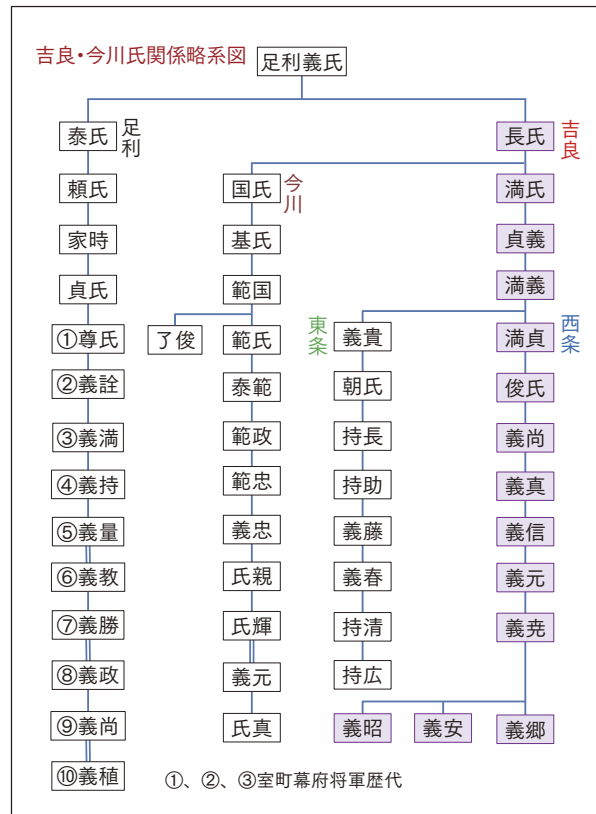 吉良・今川氏関係略系図
足利義氏
泰氏
足利
長氏
吉良
頼氏
国氏
今川
満氏
家時
基氏
貞義
貞氏
範国
満義
①尊氏
了俊
範氏
東条
義貴
満貞
西条
②義詮
泰範
朝氏
俊氏
③義満
範政
持長
義尚
④義持
範忠
持助
義真
⑤義量
義忠
義藤
義信
⑥義教
氏親
義春
義元
⑦義勝
氏輝
持清
義尭
⑧義政
義元
持広
⑨義尚
氏真
義昭
義安
義郷
⑩義稙
①、②、③室町幕府将軍歴代